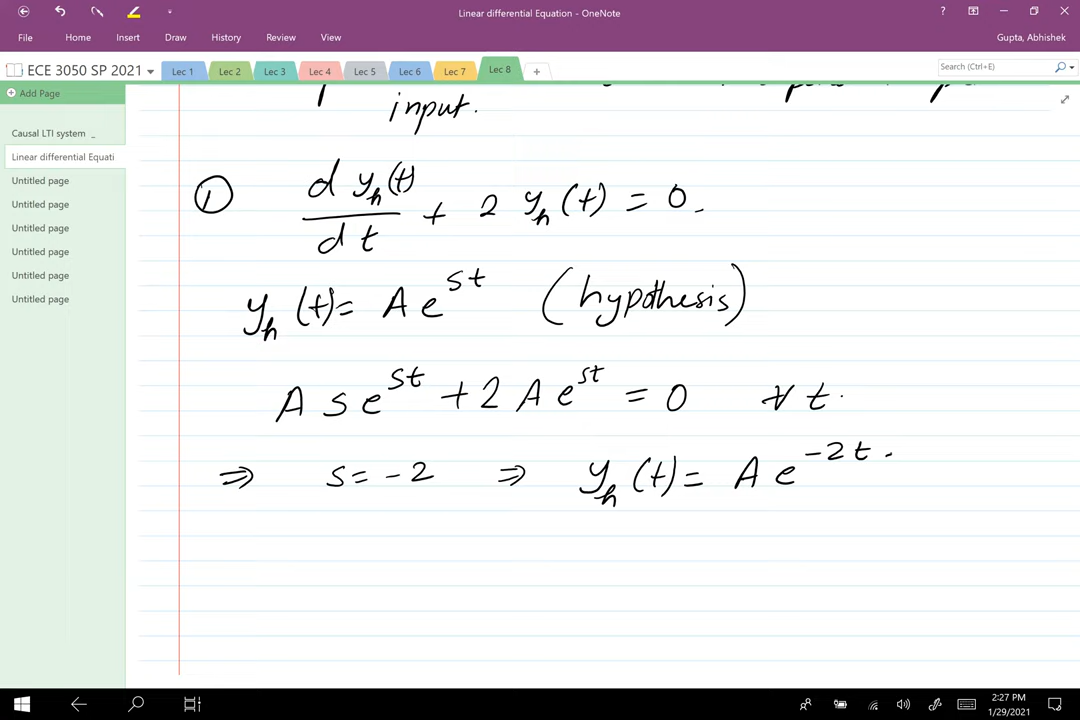 Linear differential Equation - OneNote
File Home Insert Draw History Review View Gupta, Abhishek
ECE 3050 SP 2021 Lec 1 Lec 2 Lec 3 Lec 4 Lec 5 Lec 6 Lec 7 Lec 8 Search (Ctrl+E)
Add Page
Causal LTI system _
Linear differential Equati
Untitled page
Untitled page
Untitled page
Untitled page
Untitled page
Untitled page
input.
① d y_h(t)/dt + 2 y_h(t) = 0.
y_h(t) = A e^{st} (hypothesis)
A s e^{st} + 2 A e^{st} = 0 ∀ t.
⇒ s = -2 ⇒ y_h(t) = A e^{-2t}.
2:27 PM
1/29/2021